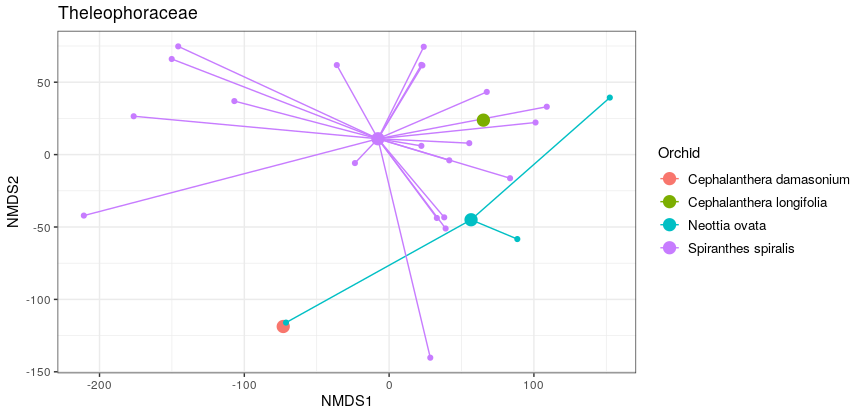 Theleophoraceae
NMDS2
50
0
-50
-100
-150
-200
-100
0
100
NMDS1
Orchid
Cephalanthera damasonium
Cephalanthera longifolia
Neottia ovata
Spiranthes spiralis